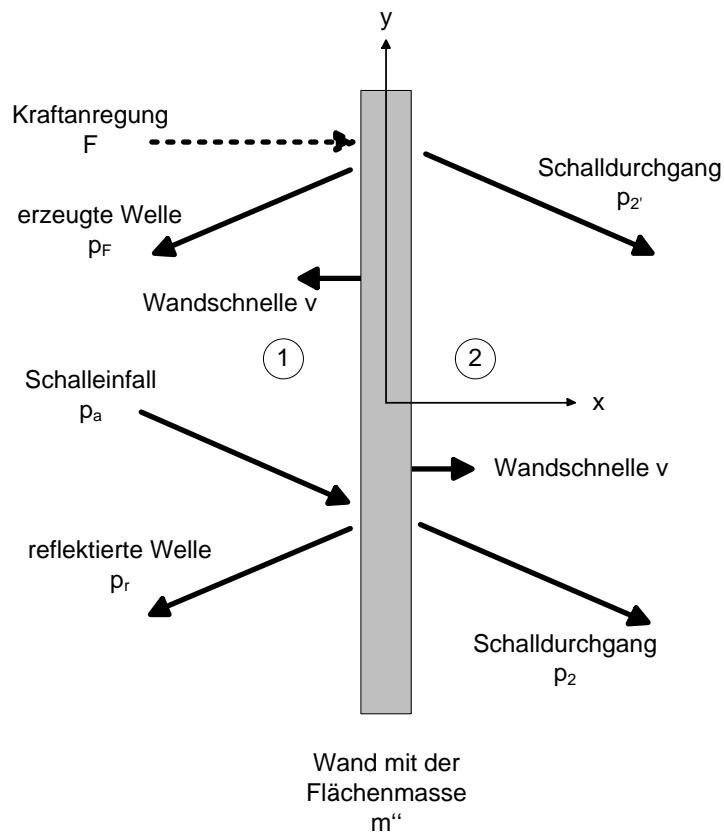 y
Kraftanregung
F
Schalldurchgang
p2'
erzeugte Welle
pF
Wandschnelle v
1
2
Schalleinfall
pa
x
Wandschnelle v
reflektierte Welle
pr
Schalldurchgang
p2
Wand mit der
Flächenmasse
m“